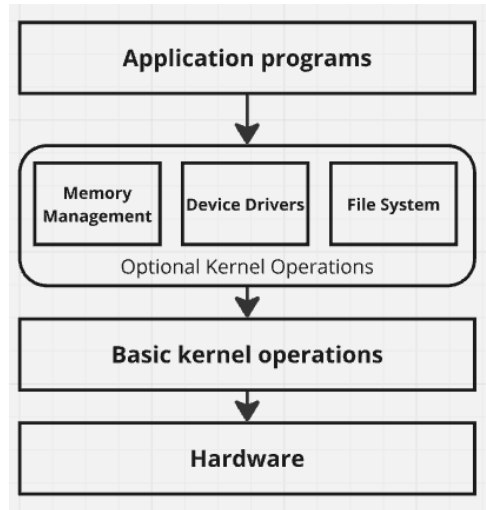 Application programs
Memory
Management
Device Drivers
File System
Optional Kernel Operations
Basic kernel operations
Hardware